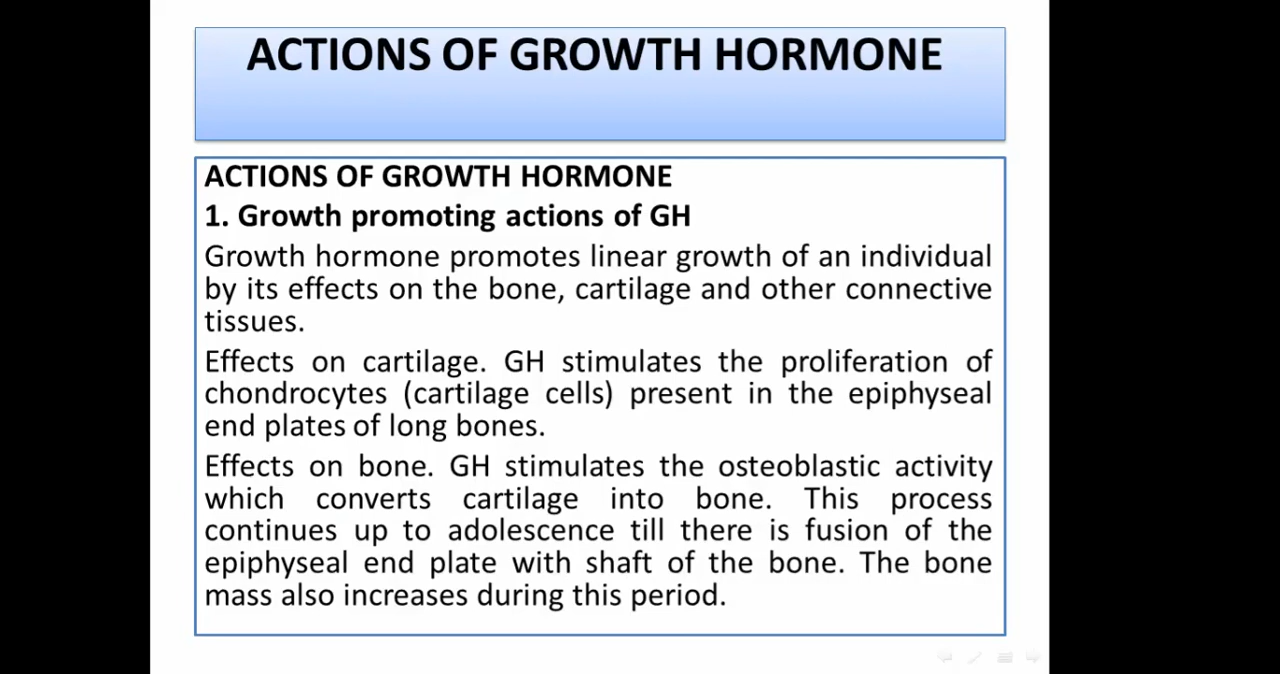 ACTIONS OF GROWTH HORMONE
ACTIONS OF GROWTH HORMONE
1. Growth promoting actions of GH
Growth hormone promotes linear growth of an individual
by its effects on the bone, cartilage and other connective
tissues.
Effects on cartilage. GH stimulates the proliferation of
chondrocytes (cartilage cells) present in the epiphyseal
end plates of long bones.
Effects on bone. GH stimulates the osteoblastic activity
which converts cartilage into bone. This process
continues up to adolescence till there is fusion of the
epiphyseal end plate with shaft of the bone. The bone
mass also increases during this period.